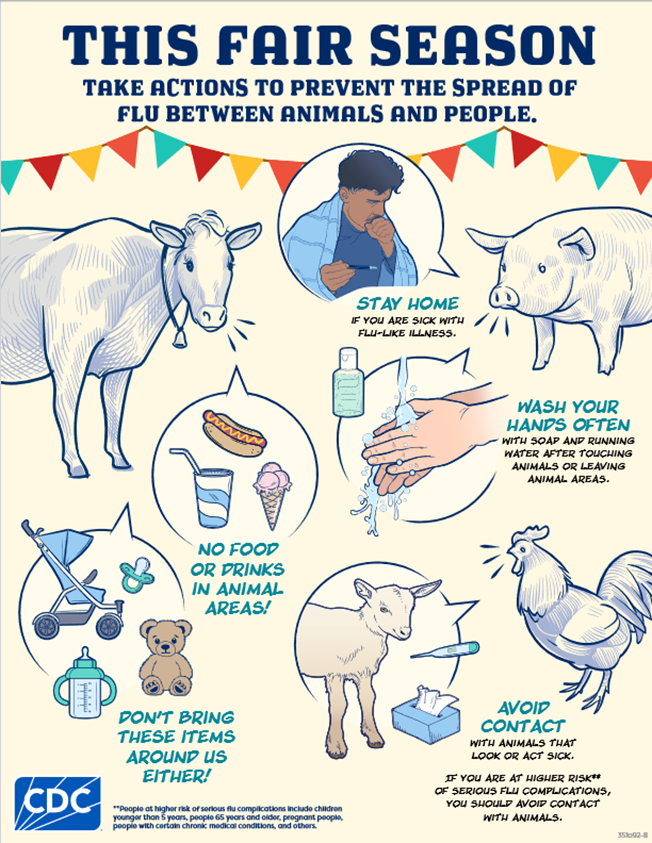 THIS FAIR SEASON
TAKE ACTIONS TO PREVENT THE SPREAD OF
FLU BETWEEN ANIMALS AND PEOPLE.
STAY HOME
IF YOU ARE SICK WITH
FLU-LIKE ILLNESS.
WASH YOUR
HANDS OFTEN
WITH SOAP AND RUNNING
WATER AFTER TOUCHING
ANIMALS OR LEAVING
ANIMAL AREAS.
NO FOOD
OR DRINKS
IN ANIMAL
AREAS!
DON'T BRING
THESE ITEMS
AROUND US
EITHER!
AVOID
CONTACT
WITH ANIMALS THAT
LOOK OR ACT SICK.
IF YOU ARE AT HIGHER RISK**
OF SERIOUS FLU COMPLICATIONS,
YOU SHOULD AVOID CONTACT
WITH ANIMALS.
CDC
**People at higher risk of serious flu complications include children
younger than 5 years, people 65 years and older, pregnant people,
people with certain chronic medical conditions, and others.